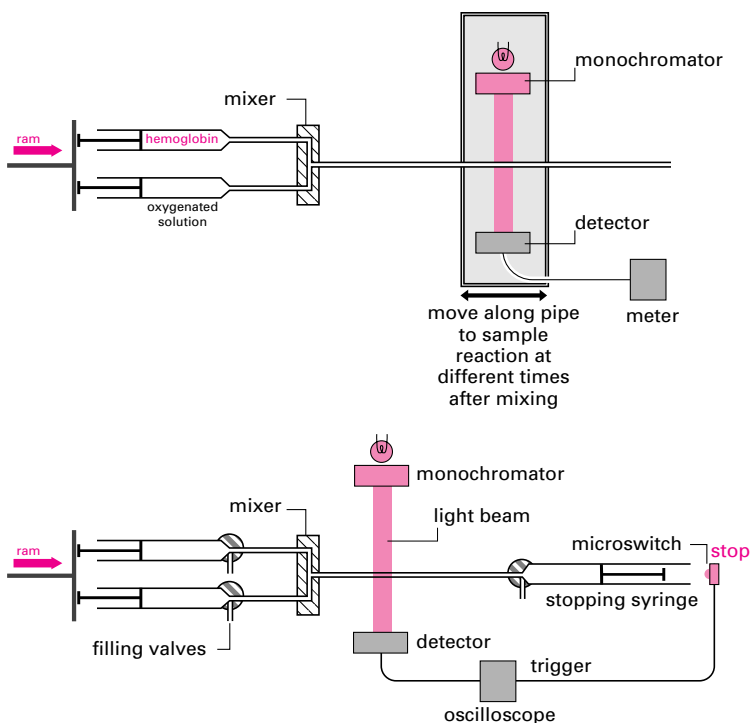 monochromator
mixer
ram
hemoglobin
oxygenated
solution
detector
meter
move along pipe
to sample
reaction at
different times
after mixing
monochromator
mixer
light beam
microswitch
stop
ram
stopping syringe
filling valves
detector
trigger
oscilloscope